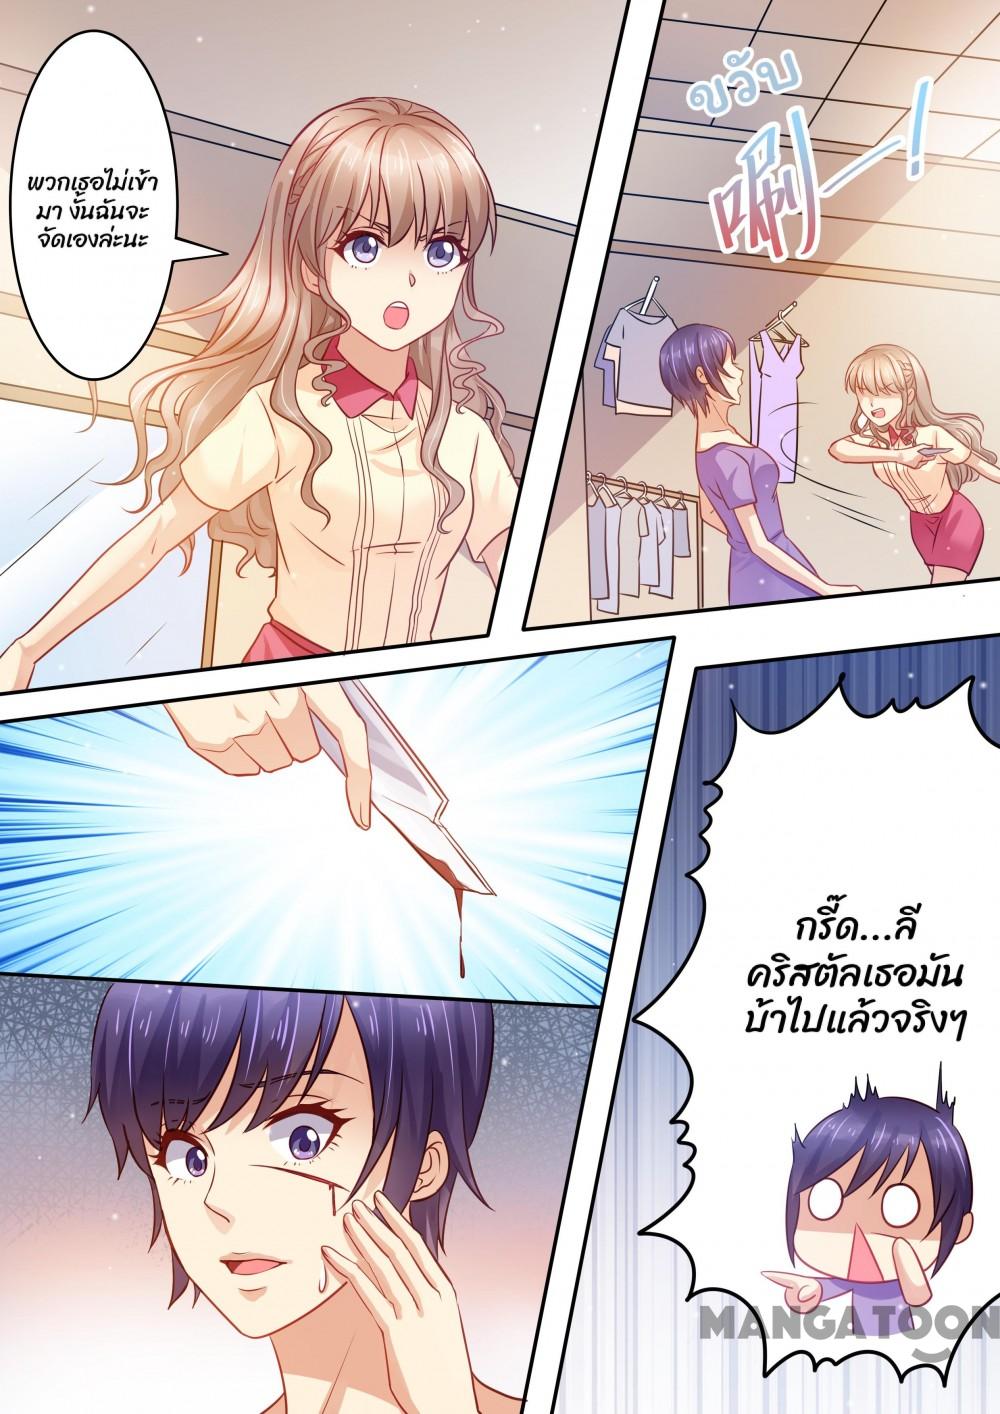 พวกเธอไม่เข้า
มา งั้นฉันจะ
จัดเองล่ะนะ
ขวับ
唰—!
กรี๊ด...ลี
คริสตัลเธอมัน
บ้าไปแล้วจริงๆ
MANGATOON